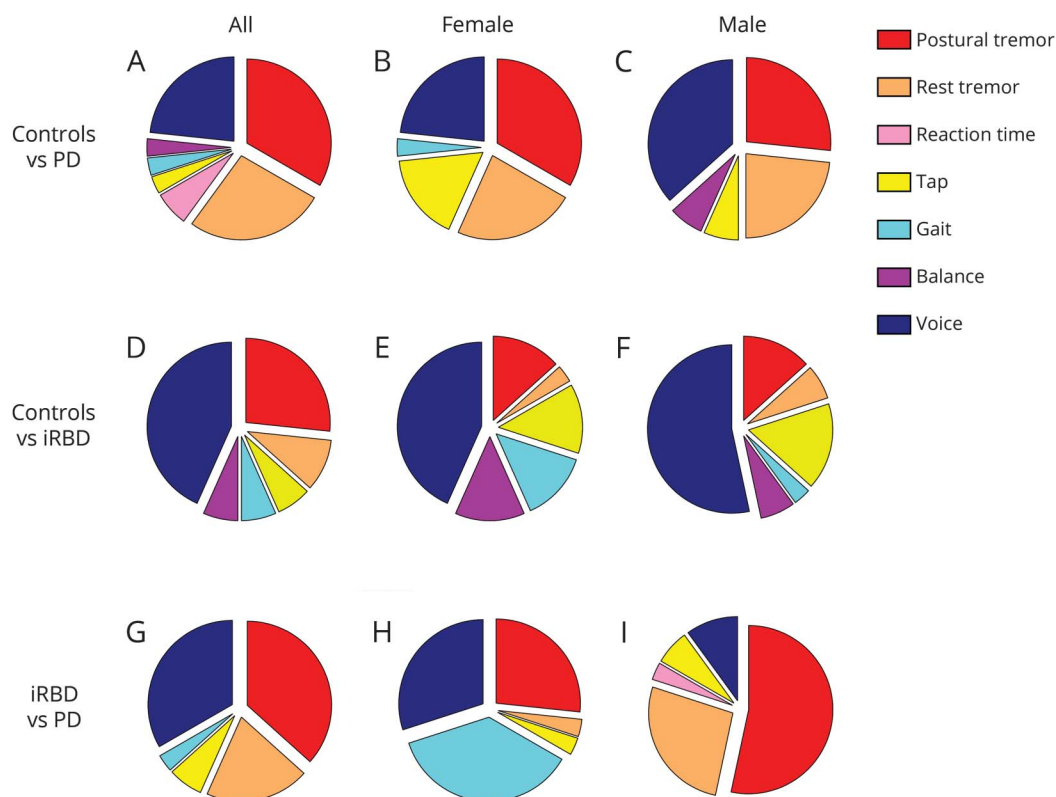 All
Female
Male
A
B
C
Controls
vs PD
Postural tremor
Rest tremor
Reaction time
Tap
Gait
Balance
Voice
D
E
F
Controls
vs iRBD
G
H
I
iRBD
vs PD